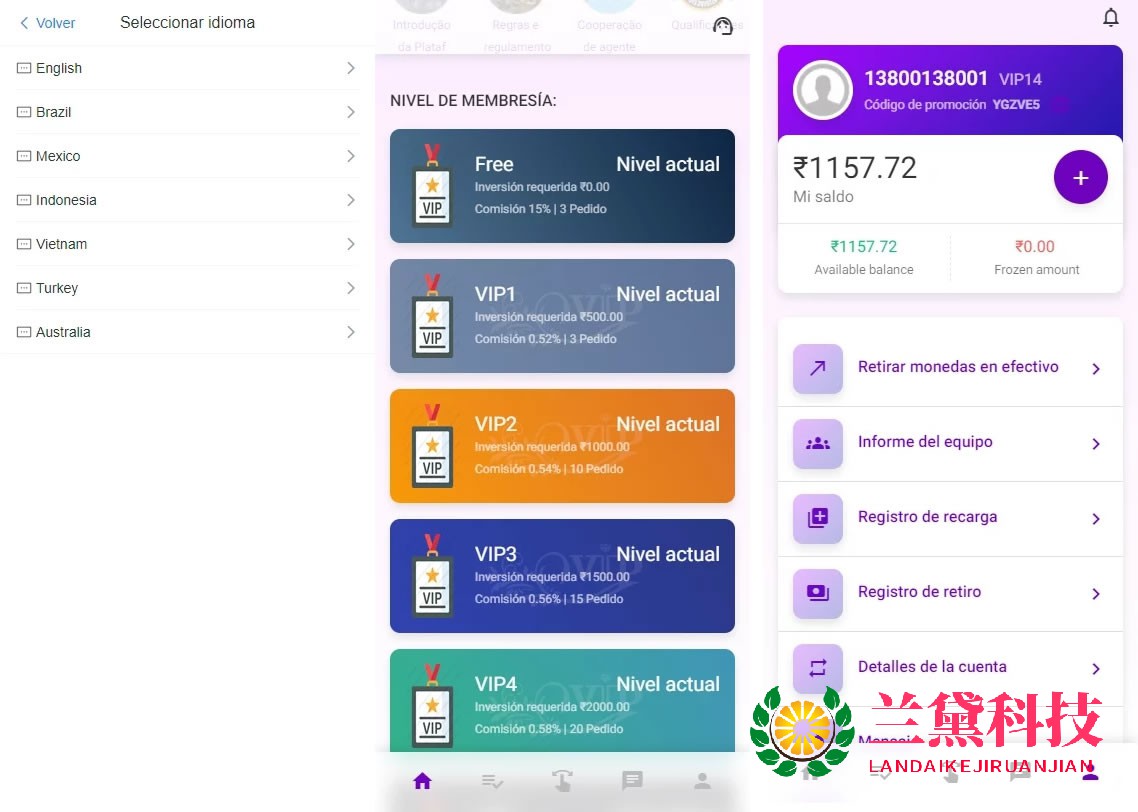 Volver
Seleccionar idioma
English
Brazil
Mexico
Indonesia
Vietnam
Turkey
Australia
Introdução
da Plataf
Regras e
regulamento
Cooperação
de agente
NIVEL DE MEMBRESÍA:
Free
Nivel actual
Inversión requerida ₹0.00
Comisión 15% | 3 Pedido
VIP
VIP1
Nivel actual
Inversión requerida ₹500.00
Comisión 0.52% | 3 Pedido
VIP
VIP2
Nivel actual
Inversión requerida ₹1000.00
Comisión 0.54% | 10 Pedido
VIP
VIP3
Nivel actual
Inversión requerida ₹1500.00
Comisión 0.56% | 15 Pedido
VIP
VIP4
Nivel actual
Inversión requerida ₹2000.00
Comisión 0.58% | 20 Pedido
VIP
13800138001 VIP14
Código de promoción YGZVE5
₹1157.72
Mi saldo
₹1157.72
Available balance
₹0.00
Frozen amount
Retirar monedas en efectivo
Informe del equipo
Registro de recarga
Registro de retiro
Detalles de la cuenta
兰黛科技
LANDAIKEJIRUANJIAN